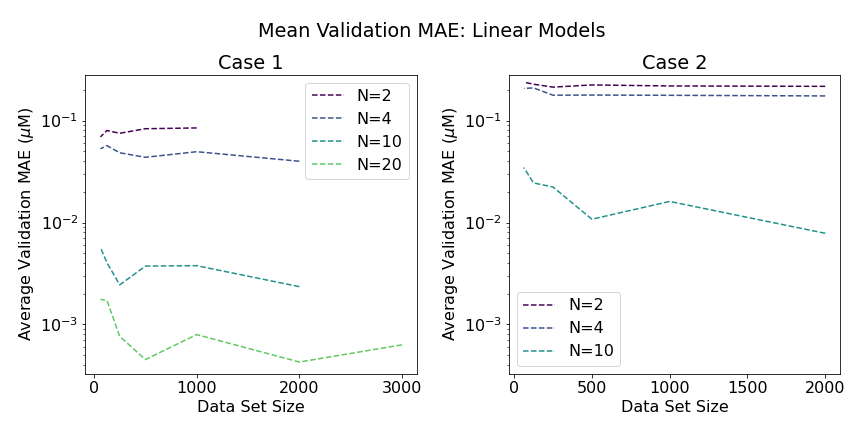 Mean Validation MAE: Linear Models
Case 1
Average Validation MAE (μM)
10⁻¹
10⁻²
10⁻³
0 1000 2000 3000
Data Set Size
N=2
N=4
N=10
N=20
Case 2
Average Validation MAE (μM)
10⁻¹
10⁻²
10⁻³
0 500 1000 1500 2000
Data Set Size
N=2
N=4
N=10